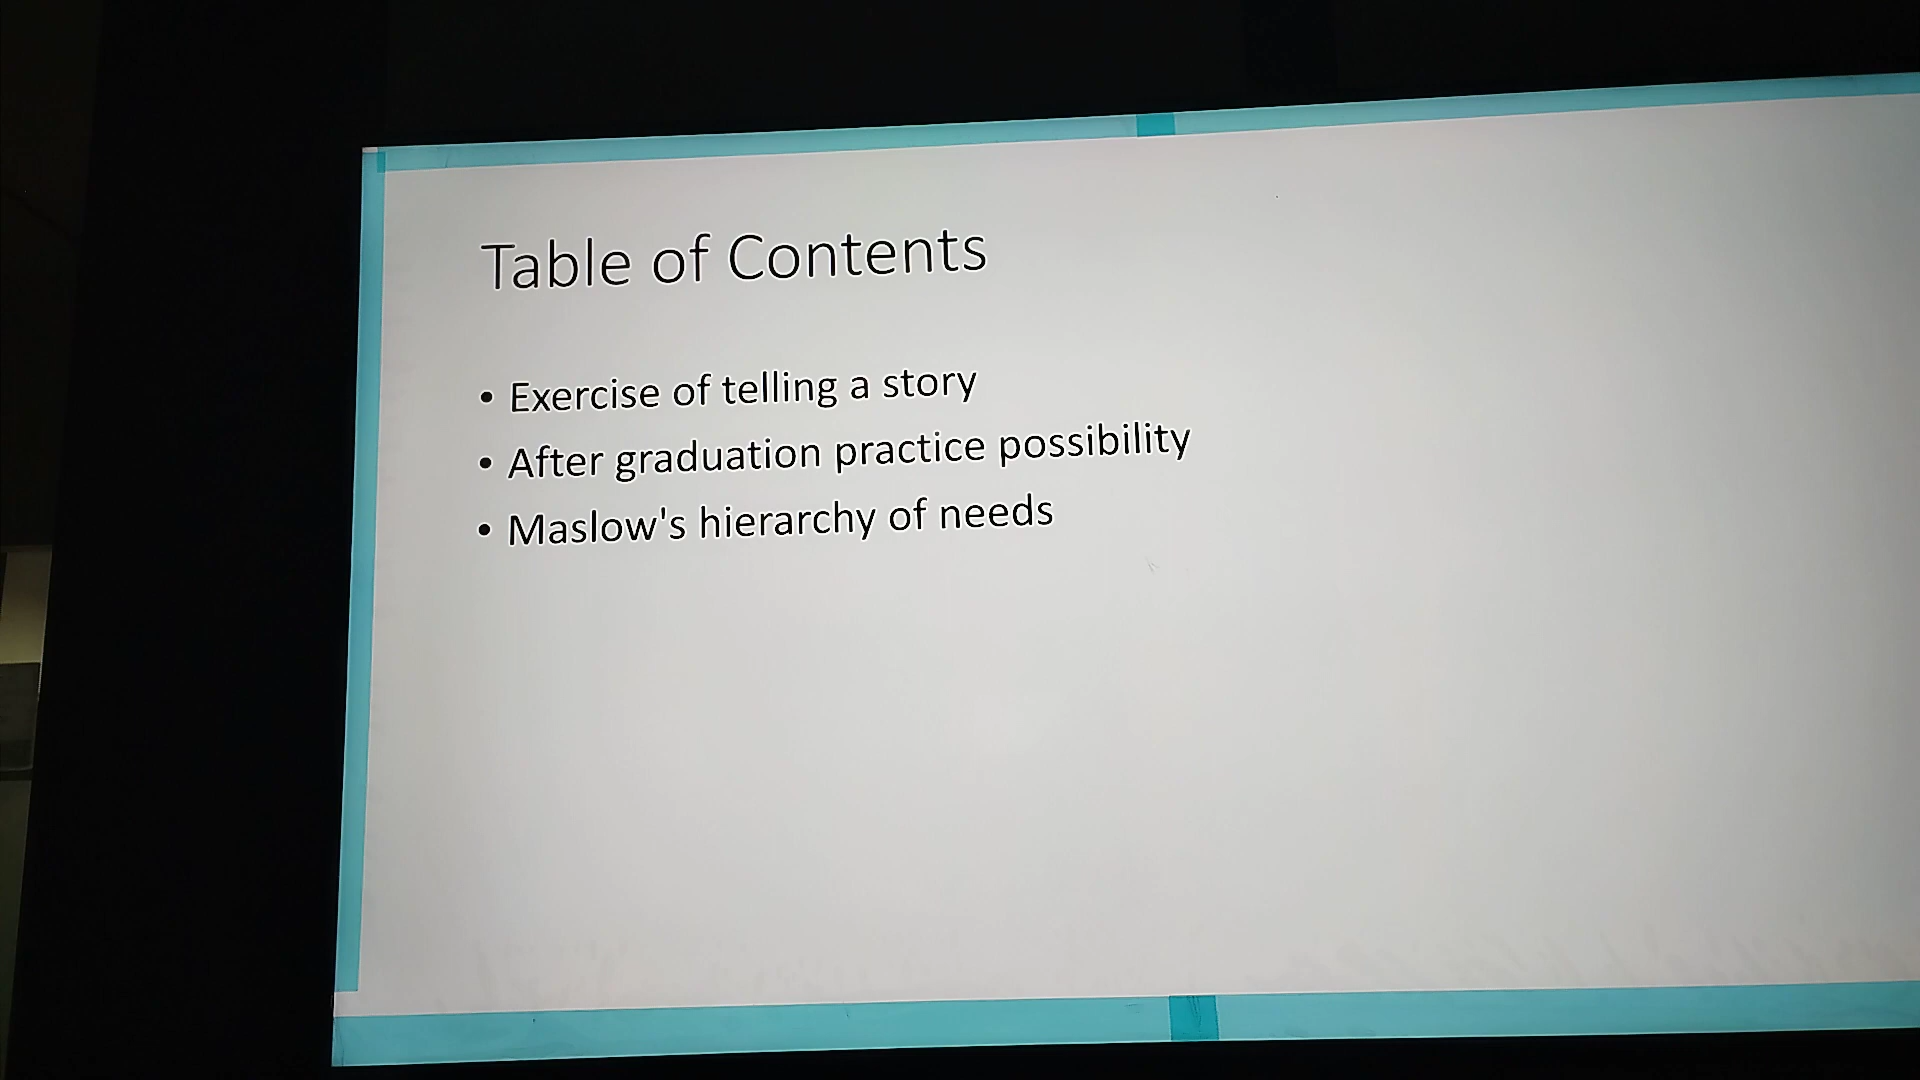 Table of Contents
• Exercise of telling a story
• After graduation practice possibility
• Maslow's hierarchy of needs